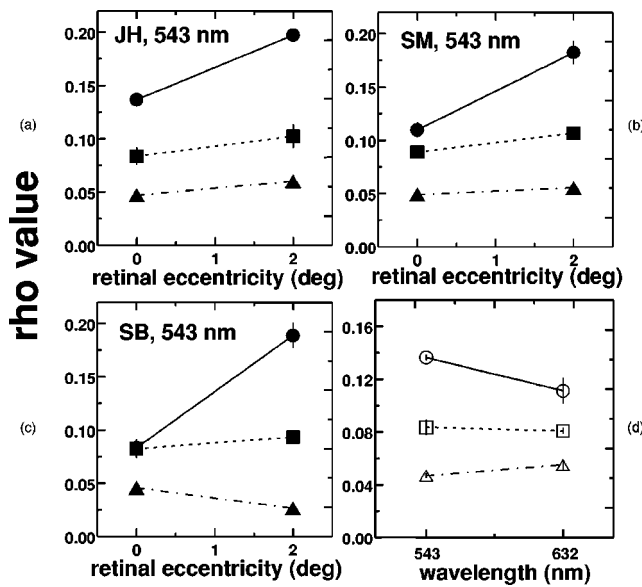 JH, 543 nm
0.20
0.15
0.10
0.05
0.00
0 1 2
retinal eccentricity (deg)
(a)
SM, 543 nm
0.20
0.15
0.10
0.05
0.00
0 1 2
retinal eccentricity (deg)
(b)
rho value
SB, 543 nm
0.20
0.15
0.10
0.05
0.00
0 1 2
retinal eccentricity (deg)
(c)
0.16
0.12
0.08
0.04
0.00
543 632
wavelength (nm)
(d)